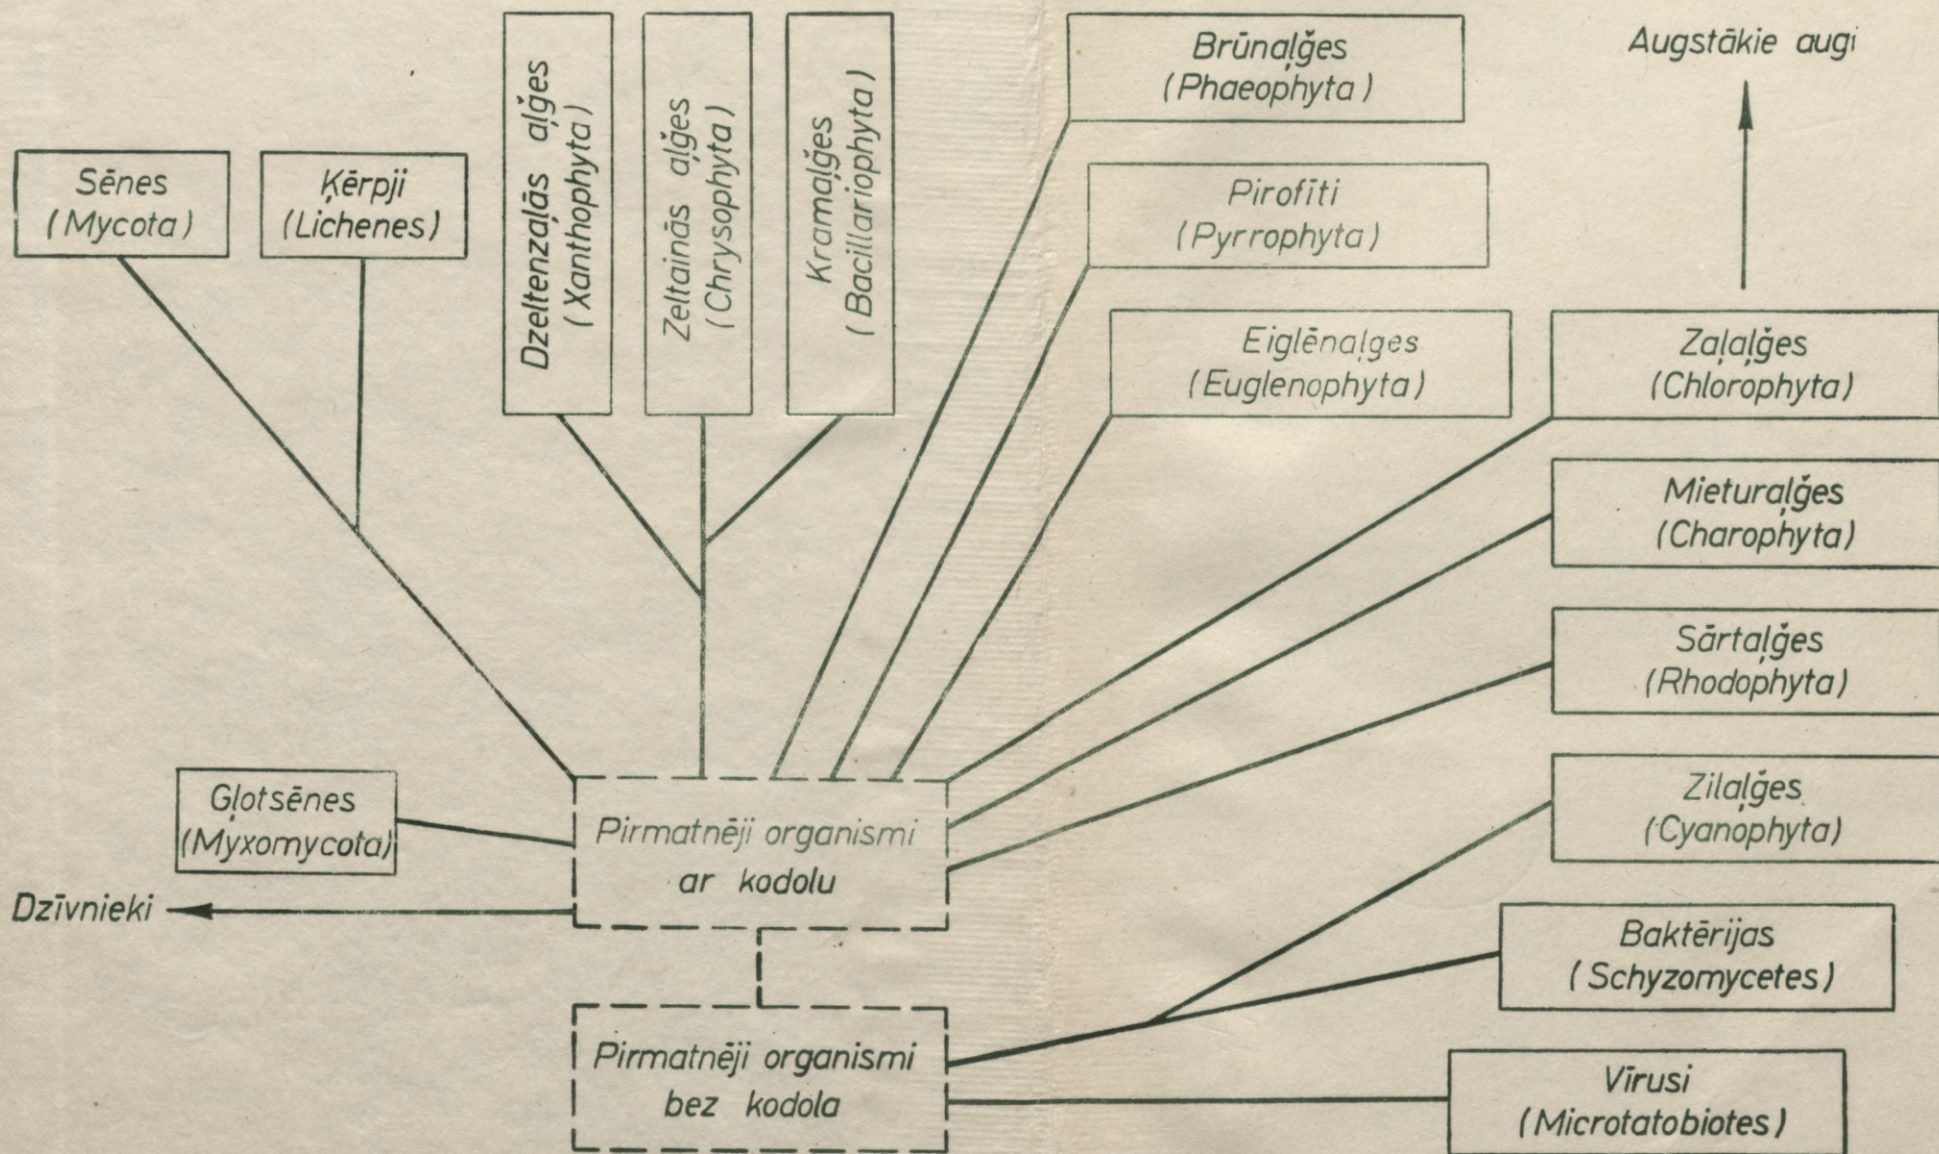 Sēnes
(Mycota)
Ķērpji
(Lichenes)
Dzeltenzaļās aļģes
(Xanthophyta)
Zeltainās aļģes
(Chrysophyta)
Kramaļģes
(Bacillariophyta)
Brūnaļģes
(Phaeophyta)
Augstākie augi
Pirofīti
(Pyrrophyta)
Eiglēnaļges
(Euglenophyta)
Zaļaļģes
(Chlorophyta)
Mieturaļģes
(Charophyta)
Sārtaļģes
(Rhodophyta)
Zilaļģes
(Cyanophyta)
Gļotsēnes
(Myxomycota)
Dzīvnieki
Pirmatnēji organismi
ar kodolu
Baktērijas
(Schyzomycetes)
Pirmatnēji organismi
bez kodola
Vīrusi
(Microtatobiotes)